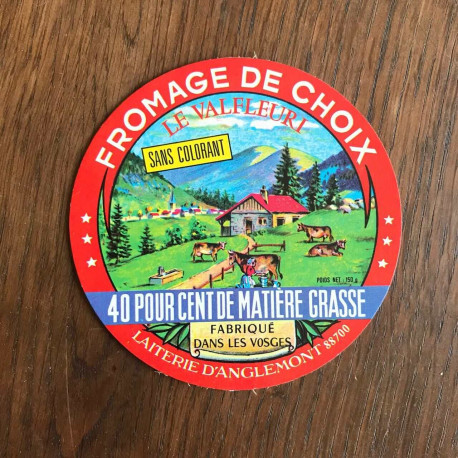 FROMAGE DE CHOIX
LE VALFLEURI
SANS COLORANT
POIDS NET : 150 g
40 POUR CENT DE MATIÈRE GRASSE
FABRIQUÉ
DANS LES VOSGES
LAITERIE D'ANGLEMONT 88700